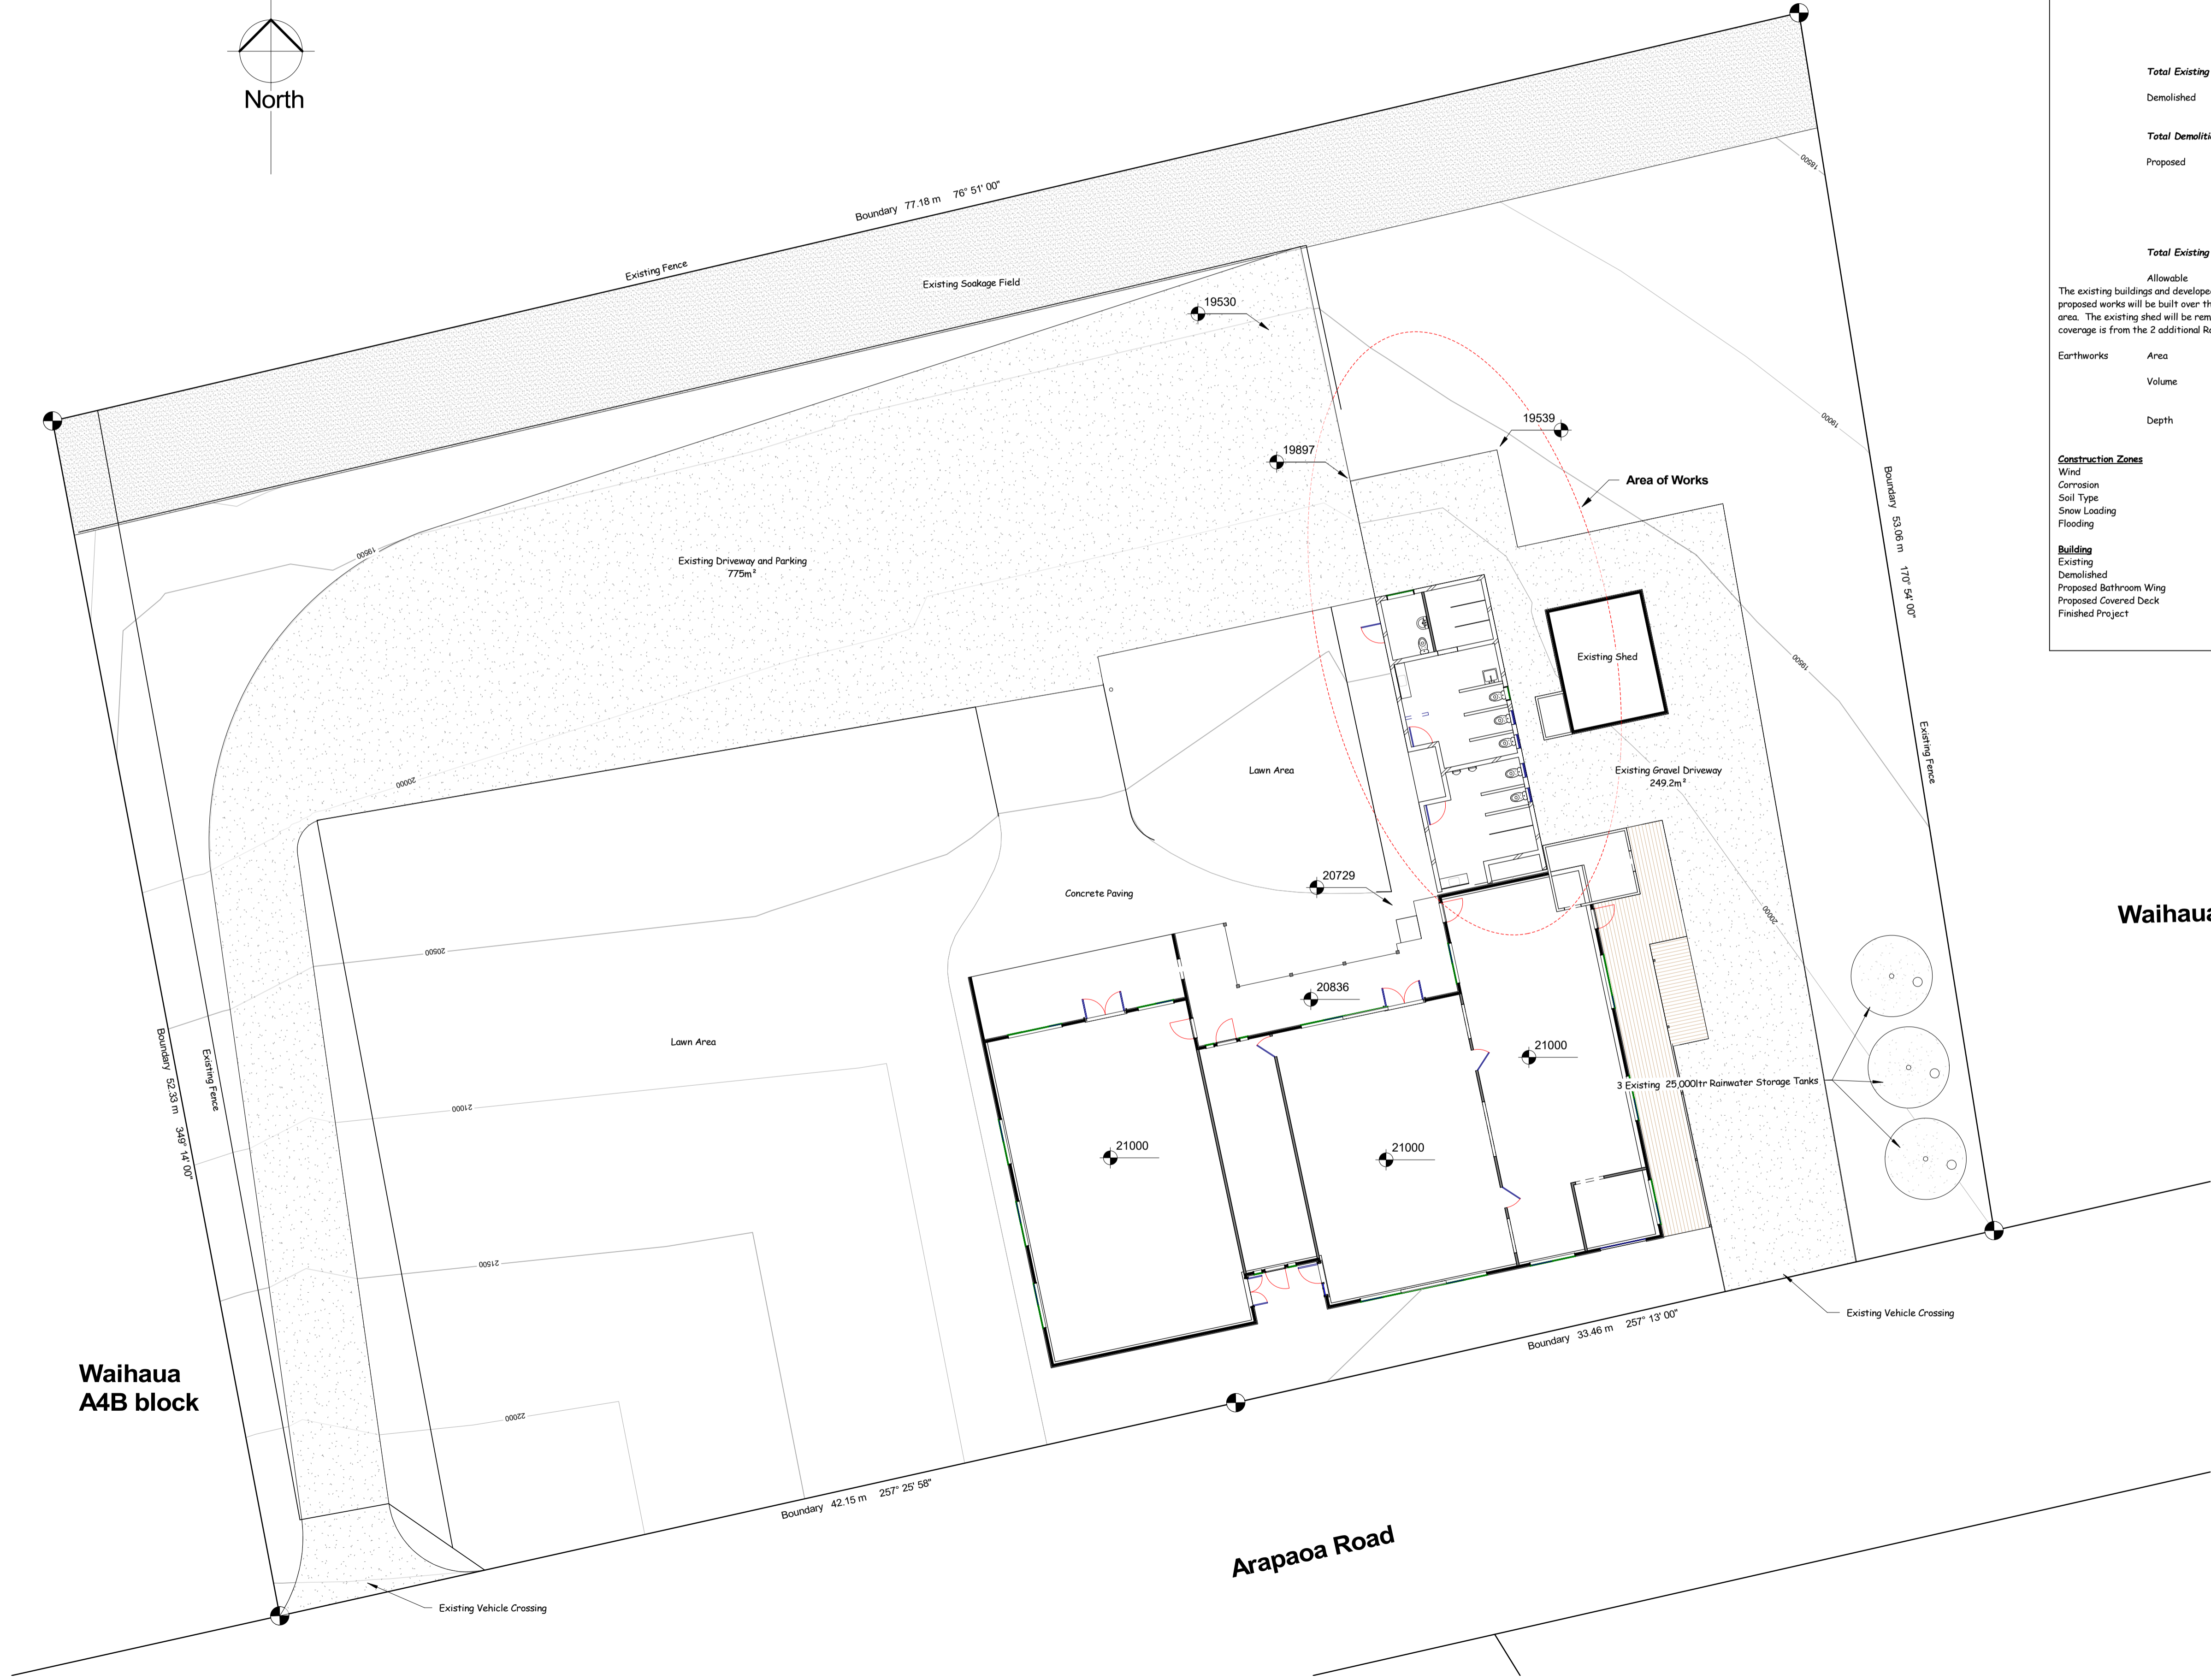 North
Total Existing
Demolished
Proposed
Total Existing
Allowable
The existing buildings and
proposed works will be built over
area. The existing shed will be
coverage is from the 2 additional
Earthworks Area
Volume
Depth
Construction Zones
Wind
Corrosion
Soil Type
Snow Loading
Flooding
Building
Existing
Demolished
Proposed Bathroom Wing
Proposed Covered Deck
Finished Project
Boundary 77.18 m 76° 51' 00"
Existing Fence
Existing Soakage Field
18500
19530
19000
19539
19897
Area of Works
Boundary 53.06 m 170° 54' 00"
19500
Existing Driveway and Parking
775m²
Existing Shed
19500
Existing Fence
Lawn Area
Existing Gravel Driveway
249.2m²
20000
20729
Concrete Paving
20000
20500
20836
Boundary 52.33 m 349° 14' 00"
Existing Fence
Lawn Area
21000
3 Existing 25,000ltr Rainwater Storage Tanks
21000
21000
21000
21500
Existing Vehicle Crossing
Boundary 33.46 m 257° 13' 00"
Waihaua
A4B block
22000
Boundary 42.15 m 257° 25' 58"
Arapaoa Road
Existing Vehicle Crossing
Waihaua